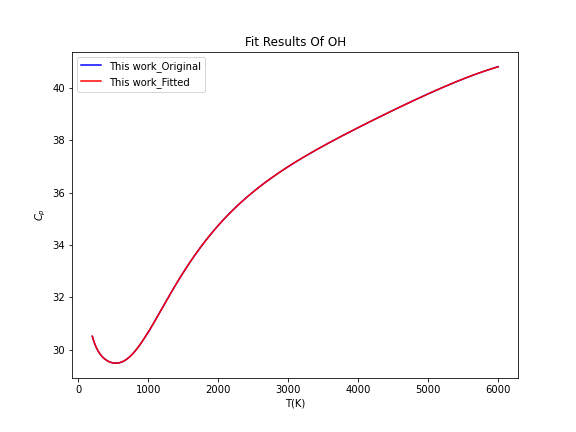 Fit Results Of OH
This work_Original
This work_Fitted
40
38
36
34
32
30
C_p
0 1000 2000 3000 4000 5000 6000
T(K)